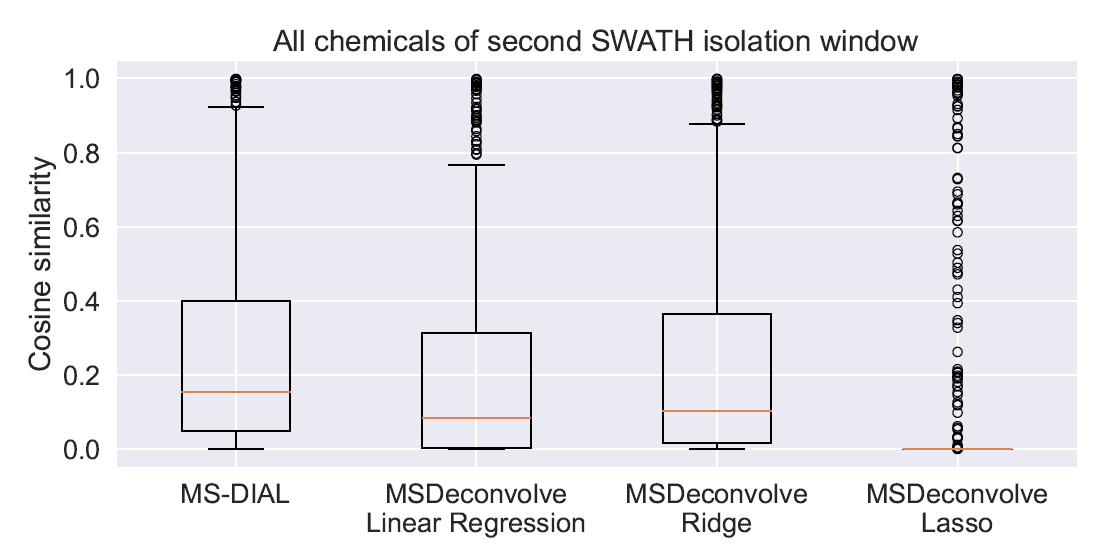 All chemicals of second SWATH isolation window
Cosine similarity
1.0
0.8
0.6
0.4
0.2
0.0
MS-DIAL
MSDeconvolve
Linear Regression
MSDeconvolve
Ridge
MSDeconvolve
Lasso